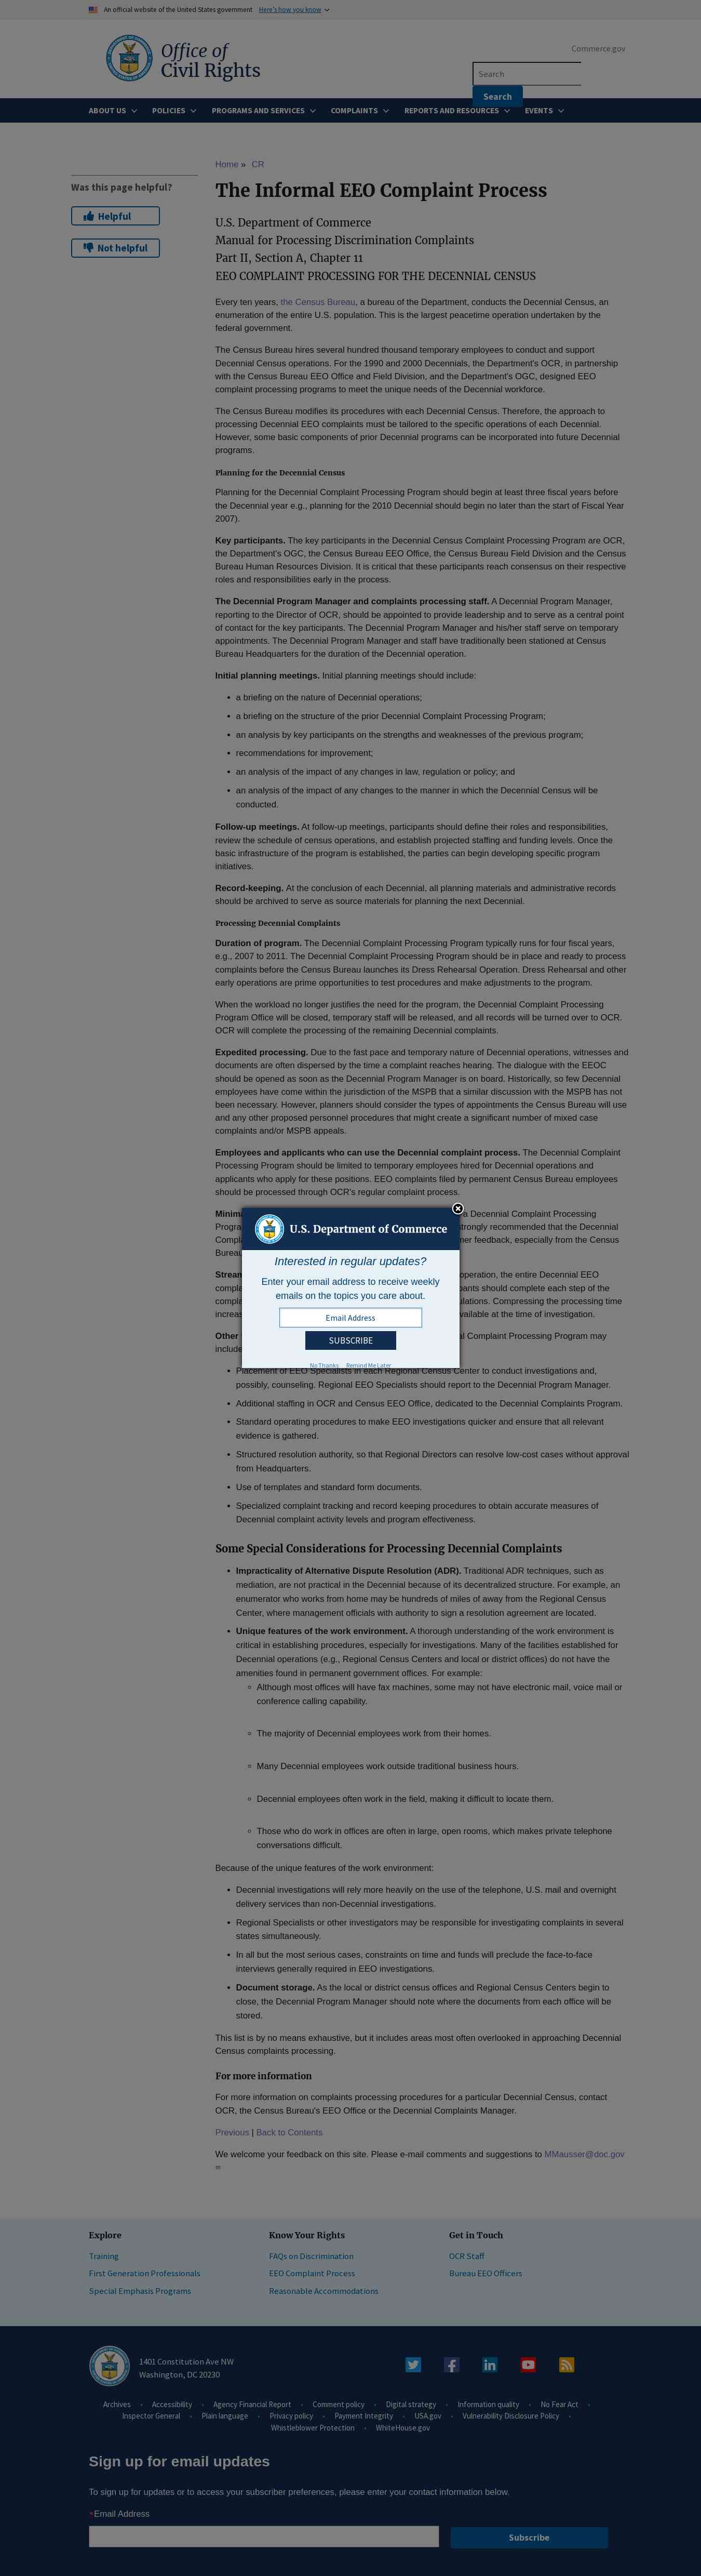 An official website of the United States government Here's how you know
Commerce.gov
Office of
Civil Rights
Search
Search
ABOUT US POLICIES PROGRAMS AND SERVICES COMPLAINTS REPORTS AND RESOURCES EVENTS
Was this page helpful?
Helpful
Not helpful
Home » CR
The Informal EEO Complaint Process
U.S. Department of Commerce
Manual for Processing Discrimination Complaints
Part II, Section A, Chapter 11
EEO COMPLAINT PROCESSING FOR THE DECENNIAL CENSUS
Every ten years, the Census Bureau, a bureau of the Department, conducts the Decennial Census, an
enumeration of the entire U.S. population. This is the largest peacetime operation undertaken by the
federal government.
The Census Bureau hires several hundred thousand temporary employees to conduct and support
Decennial Census operations. For the 1990 and 2000 Decennials, the Department's OCR, in partnership
with the Census Bureau EEO Office and Field Division, and the Department's OGC, designed EEO
complaint processing programs to meet the unique needs of the Decennial workforce.
The Census Bureau modifies its procedures with each Decennial Census. Therefore, the approach to
processing Decennial EEO complaints must be tailored to the specific operations of each Decennial.
However, some basic components of prior Decennial programs can be incorporated into future Decennial
programs.
Planning for the Decennial Census
Planning for the Decennial Complaint Processing Program should begin at least three fiscal years before
the Decennial year e.g., planning for the 2010 Decennial should begin no later than the start of Fiscal Year
2007).
Key participants. The key participants in the Decennial Census Complaint Processing Program are OCR,
the Department's OGC, the Census Bureau EEO Office, the Census Bureau Field Division and the Census
Bureau Human Resources Division. It is critical that these participants reach consensus on their respective
roles and responsibilities early in the process.
The Decennial Program Manager and complaints processing staff. A Decennial Program Manager,
reporting to the Director of OCR, should be appointed to provide leadership and to serve as a central point
of contact for the key participants. The Decennial Program Manager and his/her staff serve on temporary
appointments. The Decennial Program Manager and staff have traditionally been stationed at Census
Bureau Headquarters for the duration of the Decennial operation.
Initial planning meetings. Initial planning meetings should include:
• a briefing on the nature of Decennial operations;
• a briefing on the structure of the prior Decennial Complaint Processing Program;
• an analysis by key participants on the strengths and weaknesses of the previous program;
• recommendations for improvement;
• an analysis of the impact of any changes in law, regulation or policy; and
• an analysis of the impact of any changes to the manner in which the Decennial Census will be
conducted.
Follow-up meetings. At follow-up meetings, participants should define their roles and responsibilities,
review the schedule of census operations, and establish projected staffing and funding levels. Once the
basic infrastructure of the program is established, the parties can begin developing specific program
initiatives.
Record-keeping. At the conclusion of each Decennial, all planning materials and administrative records
should be archived to serve as source materials for planning the next Decennial.
Processing Decennial Complaints
Duration of program. The Decennial Complaint Processing Program typically runs for four fiscal years,
e.g., 2007 to 2011. The Decennial Complaint Processing Program should be in place and ready to process
complaints before the Census Bureau launches its Dress Rehearsal Operation. Dress Rehearsal and other
early operations are prime opportunities to test procedures and make adjustments to the program.
When the workload no longer justifies the need for the program, the Decennial Complaint Processing
Program Office will be closed, temporary staff will be released, and all records will be turned over to OCR.
OCR will complete the processing of the remaining Decennial complaints.
Expedited processing. Due to the fast pace and temporary nature of Decennial operations, witnesses and
documents are often dispersed by the time a complaint reaches hearing. The dialogue with the EEOC
should be opened as soon as the Decennial Program Manager is on board. Historically, so few Decennial
employees have come within the jurisdiction of the MSPB that a similar discussion with the MSPB has not
been necessary. However, planners should consider the types of appointments the Census Bureau will use
and any other proposed personnel procedures that might create a significant number of mixed case
complaints and/or MSPB appeals.
Employees and applicants who can use the Decennial complaint process. The Decennial Complaint
Processing Program should be limited to temporary employees hired for Decennial operations and
applicants who apply for these positions. EEO complaints filed by permanent Census Bureau employees
should be processed through OCR's regular complaint process.
Minima a Decennial Complaint
Progra strongly recommended that the Decennial
Compla mer feedback, especially from the Census
Bureau
Stream operation, the entire Decennial EEO
compla pants should complete each step of the
compla ulations. Compressing the processing time
increas vailable at the time of investigations.
Other nial Complaint Processing Program may
include
U.S. Department of Commerce
Interested in regular updates?
Enter your email address to receive weekly
emails on the topics you care about.
Email Address
SUBSCRIBE
No Thanks Remind Me Later
• Placement of EEO Specialists in each Regional Census Center to conduct investigations and,
possibly, counseling. Regional EEO Specialists should report to the Decennial Program Manager.
• Additional staffing in OCR and Census EEO Office, dedicated to the Decennial Complaints Program.
• Standard operating procedures to make EEO investigations quicker and ensure that all relevant
evidence is gathered.
• Structured resolution authority, so that Regional Directors can resolve low-cost cases without approval
from Headquarters.
• Use of templates and standard form documents.
• Specialized complaint tracking and record keeping procedures to obtain accurate measures of
Decennial complaint activity levels and program effectiveness.
Some Special Considerations for Processing Decennial Complaints
• Impracticality of Alternative Dispute Resolution (ADR). Traditional ADR techniques, such as
mediation, are not practical in the Decennial because of its decentralized structure. For example, an
enumerator who works from home may be hundreds of miles of away from the Regional Census
Center, where management officials with authority to sign a resolution agreement are located.
• Unique features of the work environment. A thorough understanding of the work environment is
critical in establishing procedures, especially for investigations. Many of the facilities established for
Decennial operations (e.g., Regional Census Centers and local or district offices) do not have the
amenities found in permanent government offices. For example:
◦ Although most offices will have fax machines, some may not have electronic mail, voice mail or
conference calling capability.
◦ The majority of Decennial employees work from their homes.
◦ Many Decennial employees work outside traditional business hours.
◦ Decennial employees often work in the field, making it difficult to locate them.
◦ Those who do work in offices are often in large, open rooms, which makes private telephone
conversations difficult.
Because of the unique features of the work environment:
• Decennial investigations will rely more heavily on the use of the telephone, U.S. mail and overnight
delivery services than non-Decennial investigations.
• Regional Specialists or other investigators may be responsible for investigating complaints in several
states simultaneously.
• In all but the most serious cases, constraints on time and funds will preclude the face-to-face
interviews generally required in EEO investigations.
• Document storage. As the local or district census offices and Regional Census Centers begin to
close, the Decennial Program Manager should note where the documents from each office will be
stored.
This list is by no means exhaustive, but it includes areas most often overlooked in approaching Decennial
Census complaints processing.
For more information
For more information on complaints processing procedures for a particular Decennial Census, contact
OCR, the Census Bureau's EEO Office or the Decennial Complaints Manager.
Previous | Back to Contents
We welcome your feedback on this site. Please e-mail comments and suggestions to MMausser@doc.gov
Explore Know Your Rights Get in Touch
Training FAQs on Discrimination OCR Staff
First Generation Professionals EEO Complaint Process Bureau EEO Officers
Special Emphasis Programs Reasonable Accommodations
1401 Constitution Ave NW
Washington, DC 20230
Archives Accessibility Agency Financial Report Comment policy Digital strategy Information quality No Fear Act
Inspector General Plain language Privacy policy Payment Integrity USA.gov Vulnerability Disclosure Policy
Whistleblower Protection WhiteHouse.gov
Sign up for email updates
To sign up for updates or to access your subscriber preferences, please enter your contact information below.
*Email Address
Subscribe